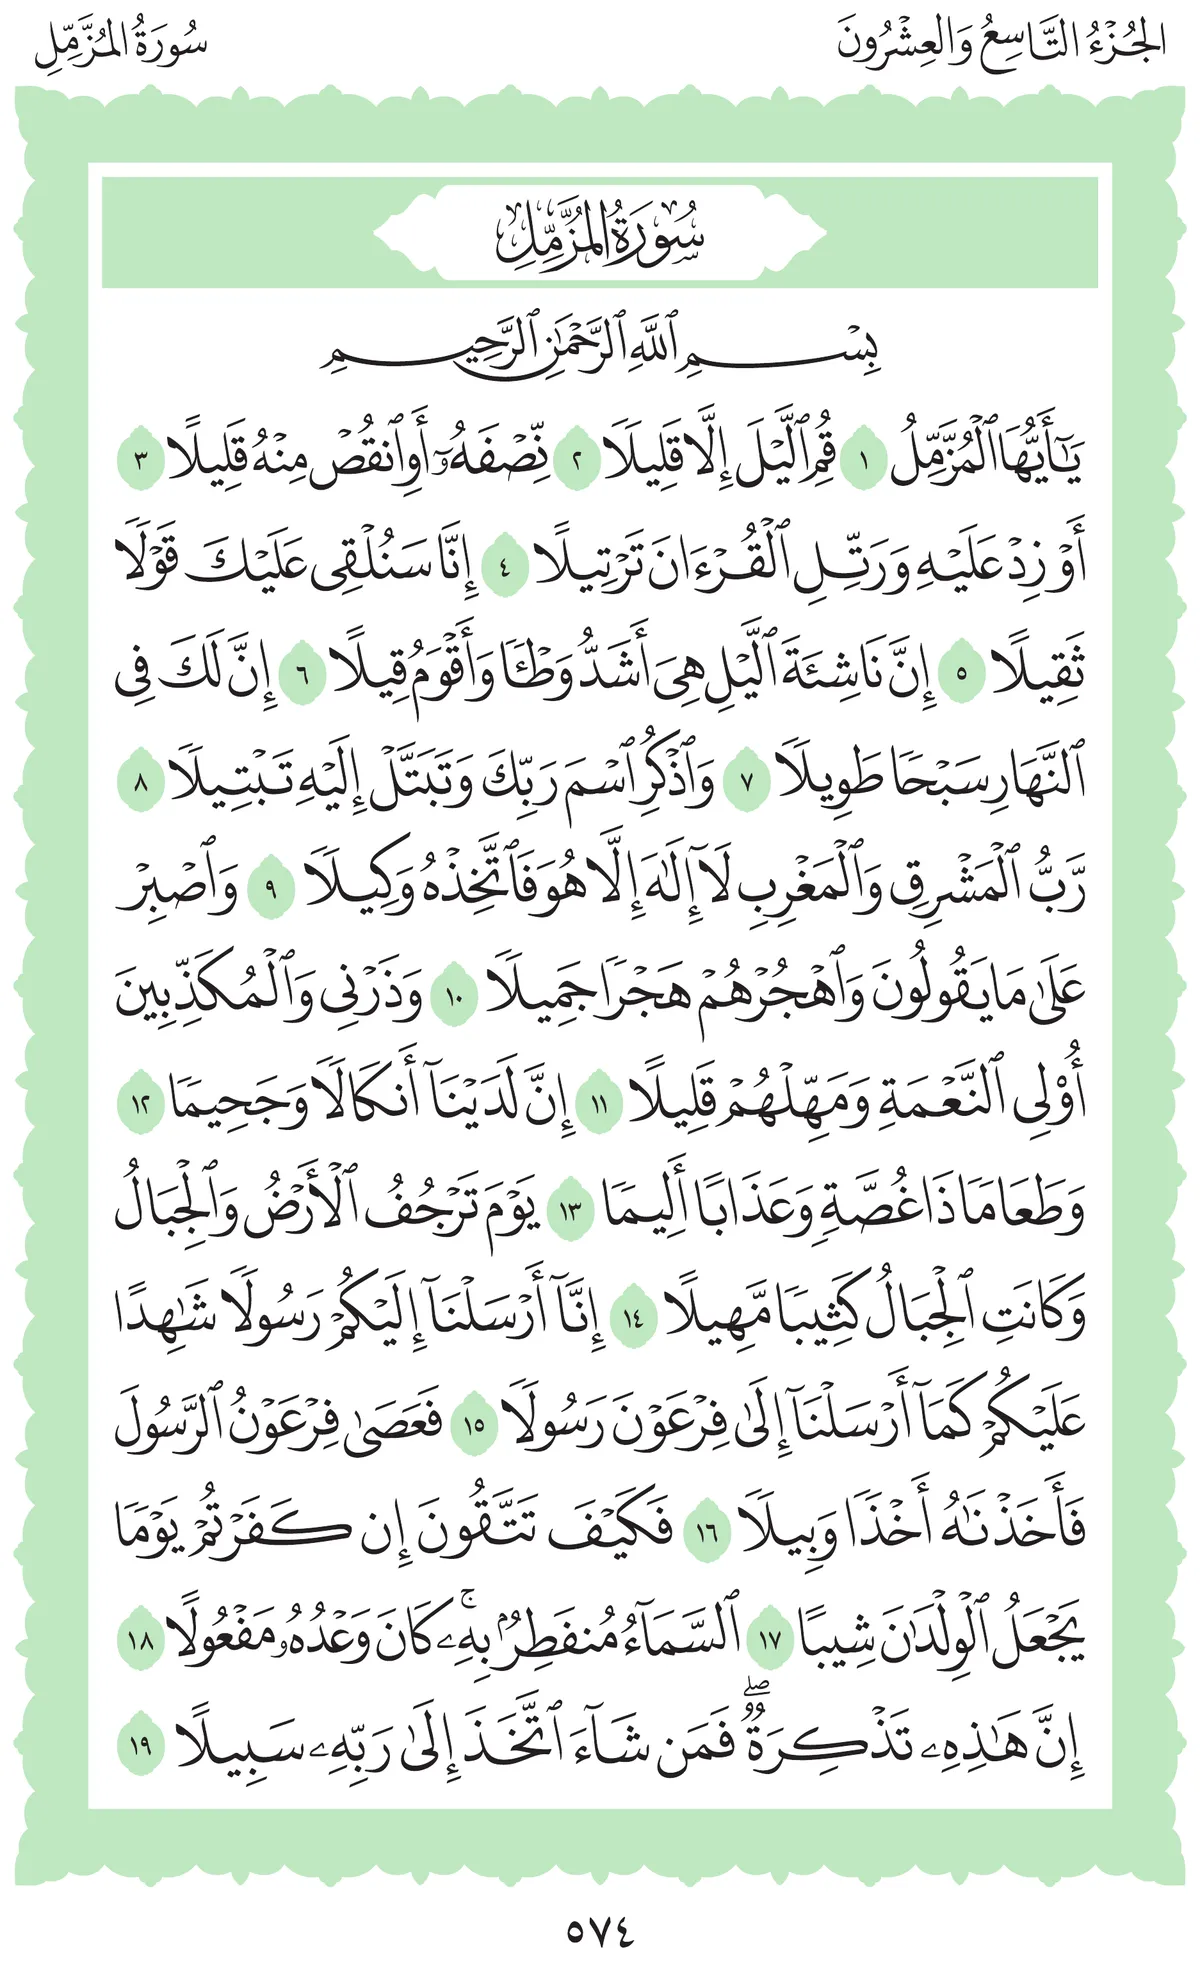 الجُزْءُ التَّاسِعُ وَالعِشْرُونَ
سُورَةُ المُزَّمِّلِ
سُورَةُ المُزَّمِّلِ
بِسۡمِ ٱللَّهِ ٱلرَّحۡمَٰنِ ٱلرَّحِيمِ
يَٰٓأَيُّهَا ٱلۡمُزَّمِّلُ ١ قُمِ ٱلَّيۡلَ إِلَّا قَلِيلٗا ٢ نِّصۡفَهُۥٓ أَوِ ٱنقُصۡ مِنۡهُ قَلِيلًا ٣
أَوۡ زِدۡ عَلَيۡهِ وَرَتِّلِ ٱلۡقُرۡءَانَ تَرۡتِيلًا ٤ إِنَّا سَنُلۡقِي عَلَيۡكَ قَوۡلٗا
ثَقِيلًا ٥ إِنَّ نَاشِئَةَ ٱلَّيۡلِ هِيَ أَشَدُّ وَطۡـٔٗا وَأَقۡوَمُ قِيلًا ٦ إِنَّ لَكَ فِي
ٱلنَّهَارِ سَبۡحٗا طَوِيلٗا ٧ وَٱذۡكُرِ ٱسۡمَ رَبِّكَ وَتَبَتَّلۡ إِلَيۡهِ تَبۡتِيلٗا ٨
رَّبُّ ٱلۡمَشۡرِقِ وَٱلۡمَغۡرِبِ لَآ إِلَٰهَ إِلَّا هُوَ فَٱتَّخِذۡهُ وَكِيلٗا ٩ وَٱصۡبِرۡ
عَلَىٰ مَا يَقُولُونَ وَٱهۡجُرۡهُمۡ هَجۡرٗا جَمِيلٗا ١٠ وَذَرۡنِي وَٱلۡمُكَذِّبِينَ
أُوْلِي ٱلنَّعۡمَةِ وَمَهِّلۡهُمۡ قَلِيلًا ١١ إِنَّ لَدَيۡنَآ أَنكَالٗا وَجَحِيمٗا ١٢
وَطَعَامٗا ذَا غُصَّةٖ وَعَذَابًا أَلِيمٗا ١٣ يَوۡمَ تَرۡجُفُ ٱلۡأَرۡضُ وَٱلۡجِبَالُ
وَكَانَتِ ٱلۡجِبَالُ كَثِيبٗا مَّهِيلًا ١٤ إِنَّآ أَرۡسَلۡنَآ إِلَيۡكُمۡ رَسُولٗا شَٰهِدًا
عَلَيۡكُمۡ كَمَآ أَرۡسَلۡنَآ إِلَىٰ فِرۡعَوۡنَ رَسُولٗا ١٥ فَعَصَىٰ فِرۡعَوۡنُ ٱلرَّسُولَ
فَأَخَذۡنَٰهُ أَخۡذٗا وَبِيلٗا ١٦ فَكَيۡفَ تَتَّقُونَ إِن كَفَرۡتُمۡ يَوۡمٗا
يَجۡعَلُ ٱلۡوِلۡدَٰنَ شِيبًا ١٧ ٱلسَّمَآءُ مُنفَطِرُۢ بِهِۦۚ كَانَ وَعۡدُهُۥ مَفۡعُولًا ١٨
إِنَّ هَٰذِهِۦ تَذۡكِرَةٞۖ فَمَن شَآءَ ٱتَّخَذَ إِلَىٰ رَبِّهِۦ سَبِيلًا ١٩
٥٧٤